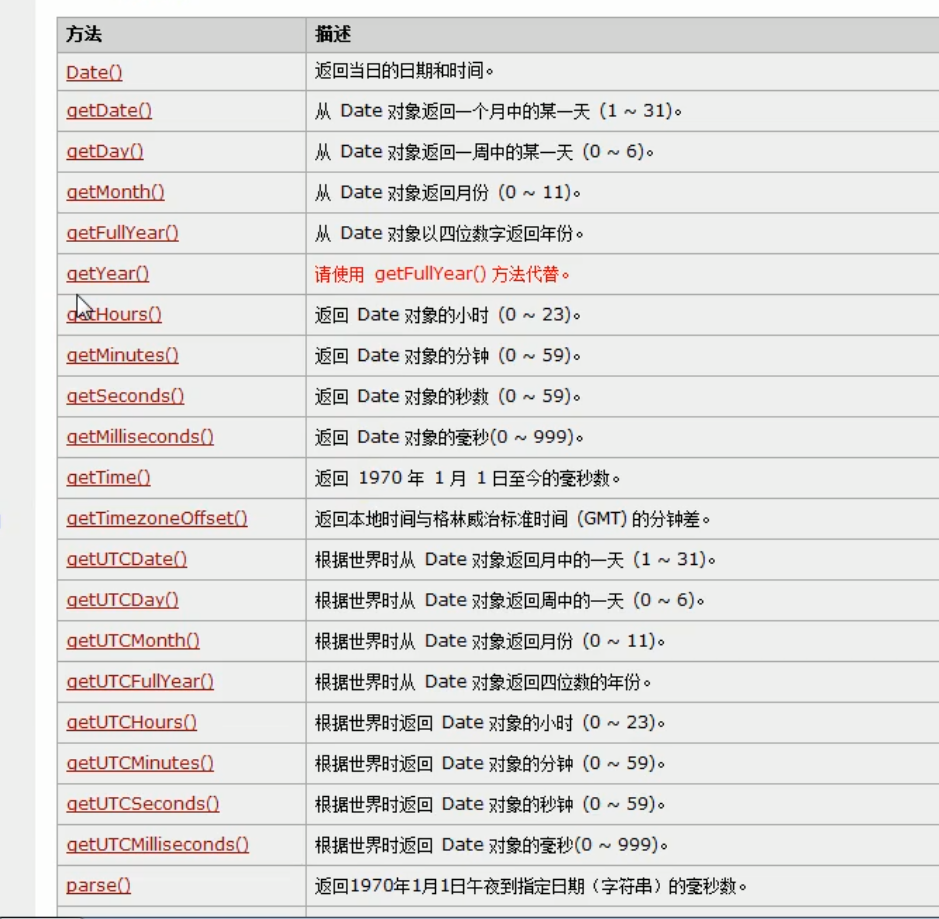 方法 描述
Date() 返回当日的日期和时间。
getDate() 从 Date 对象返回一个月中的某一天 (1 ~ 31)。
getDay() 从 Date 对象返回一周中的某一天 (0 ~ 6)。
getMonth() 从 Date 对象返回月份 (0 ~ 11)。
getFullYear() 从 Date 对象以四位数字返回年份。
getYear() 请使用 getFullYear() 方法代替。
getHours() 返回 Date 对象的小时 (0 ~ 23)。
getMinutes() 返回 Date 对象的分钟 (0 ~ 59)。
getSeconds() 返回 Date 对象的秒数 (0 ~ 59)。
getMilliseconds() 返回 Date 对象的毫秒(0 ~ 999)。
getTime() 返回 1970 年 1 月 1 日至今的毫秒数。
getTimezoneOffset() 返回本地时间与格林威治标准时间 (GMT) 的分钟差。
getUTCDate() 根据世界时从 Date 对象返回月中的一天 (1 ~ 31)。
getUTCDay() 根据世界时从 Date 对象返回周中的一天 (0 ~ 6)。
getUTCMonth() 根据世界时从 Date 对象返回月份 (0 ~ 11)。
getUTCFullYear() 根据世界时从 Date 对象返回四位数的年份。
getUTCHours() 根据世界时返回 Date 对象的小时 (0 ~ 23)。
getUTCMinutes() 根据世界时返回 Date 对象的分钟 (0 ~ 59)。
getUTCSeconds() 根据世界时返回 Date 对象的秒钟 (0 ~ 59)。
getUTCMilliseconds() 根据世界时返回 Date 对象的毫秒(0 ~ 999)。
parse() 返回1970年1月1日午夜到指定日期（字符串）的毫秒数。